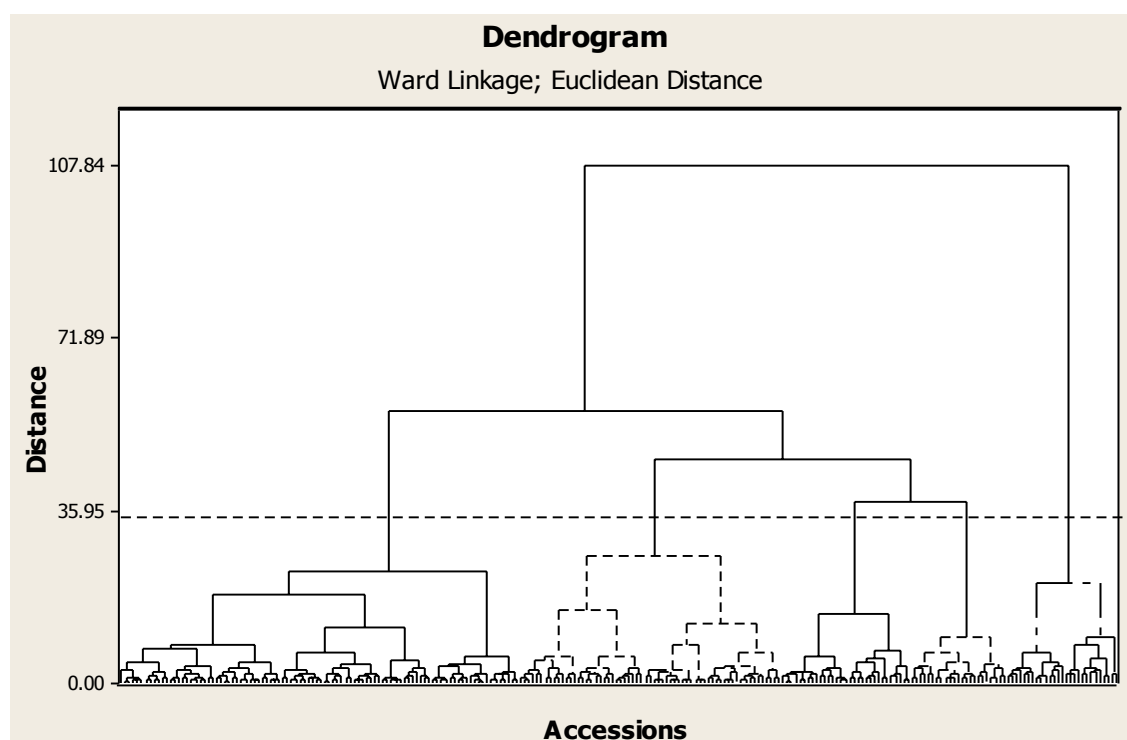 Dendrogram
Ward Linkage; Euclidean Distance
107.84
71.89
35.95
0.00
Distance
Accessions